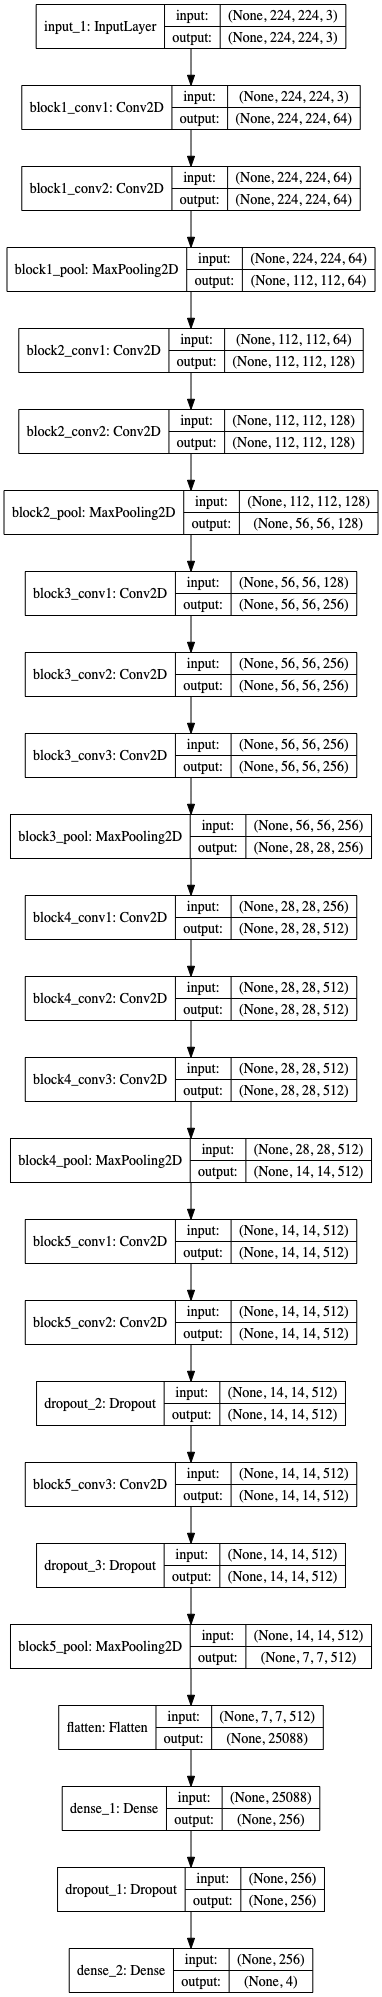 input_1: InputLayer
input:
(None, 224, 224, 3)
output:
(None, 224, 224, 3)
block1_conv1: Conv2D
input:
(None, 224, 224, 3)
output:
(None, 224, 224, 64)
block1_conv2: Conv2D
input:
(None, 224, 224, 64)
output:
(None, 224, 224, 64)
block1_pool: MaxPooling2D
input:
(None, 224, 224, 64)
output:
(None, 112, 112, 64)
block2_conv1: Conv2D
input:
(None, 112, 112, 64)
output:
(None, 112, 112, 128)
block2_conv2: Conv2D
input:
(None, 112, 112, 128)
output:
(None, 112, 112, 128)
block2_pool: MaxPooling2D
input:
(None, 112, 112, 128)
output:
(None, 56, 56, 128)
block3_conv1: Conv2D
input:
(None, 56, 56, 128)
output:
(None, 56, 56, 256)
block3_conv2: Conv2D
input:
(None, 56, 56, 256)
output:
(None, 56, 56, 256)
block3_conv3: Conv2D
input:
(None, 56, 56, 256)
output:
(None, 56, 56, 256)
block3_pool: MaxPooling2D
input:
(None, 56, 56, 256)
output:
(None, 28, 28, 256)
block4_conv1: Conv2D
input:
(None, 28, 28, 256)
output:
(None, 28, 28, 512)
block4_conv2: Conv2D
input:
(None, 28, 28, 512)
output:
(None, 28, 28, 512)
block4_conv3: Conv2D
input:
(None, 28, 28, 512)
output:
(None, 28, 28, 512)
block4_pool: MaxPooling2D
input:
(None, 28, 28, 512)
output:
(None, 14, 14, 512)
block5_conv1: Conv2D
input:
(None, 14, 14, 512)
output:
(None, 14, 14, 512)
block5_conv2: Conv2D
input:
(None, 14, 14, 512)
output:
(None, 14, 14, 512)
dropout_2: Dropout
input:
(None, 14, 14, 512)
output:
(None, 14, 14, 512)
block5_conv3: Conv2D
input:
(None, 14, 14, 512)
output:
(None, 14, 14, 512)
dropout_3: Dropout
input:
(None, 14, 14, 512)
output:
(None, 14, 14, 512)
block5_pool: MaxPooling2D
input:
(None, 14, 14, 512)
output:
(None, 7, 7, 512)
flatten: Flatten
input:
(None, 7, 7, 512)
output:
(None, 25088)
dense_1: Dense
input:
(None, 25088)
output:
(None, 256)
dropout_1: Dropout
input:
(None, 256)
output:
(None, 256)
dense_2: Dense
input:
(None, 256)
output:
(None, 4)